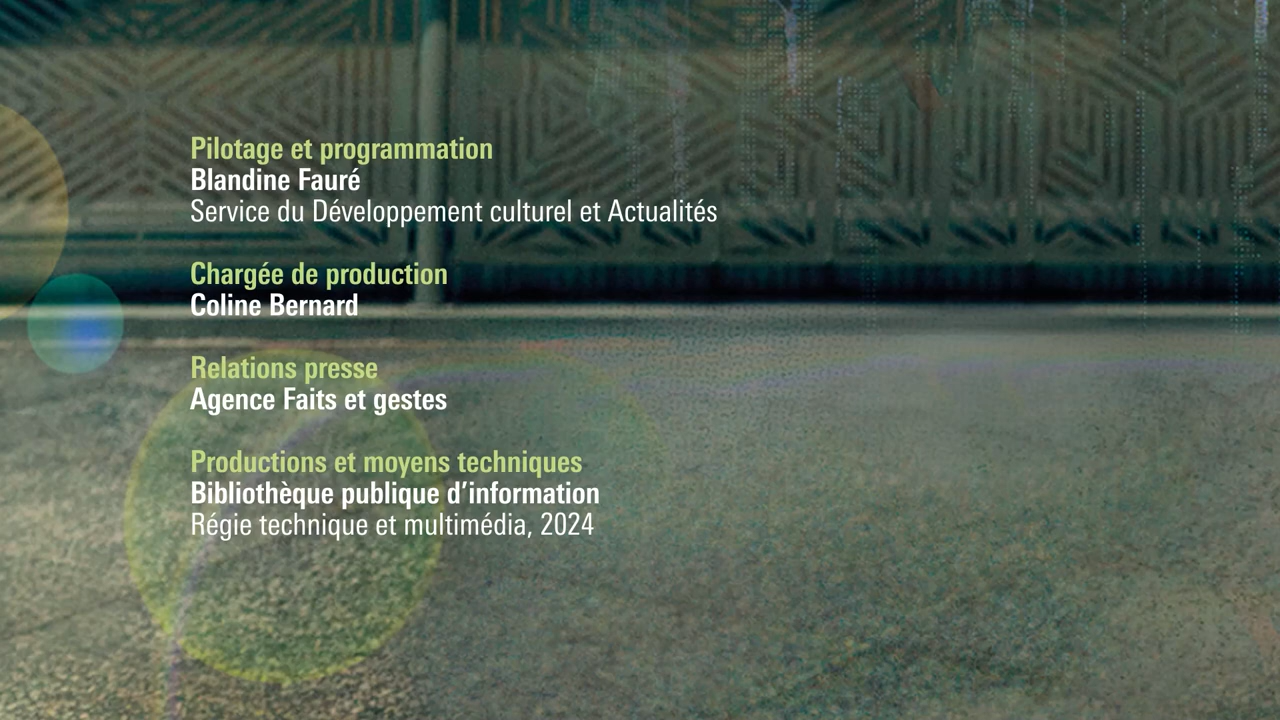 Pilotage et programmation
Blandine Fauré
Service du Développement culturel et Actualités
Chargée de production
Coline Bernard
Relations presse
Agence Faits et gestes
Productions et moyens techniques
Bibliothèque publique d’information
Régie technique et multimédia, 2024